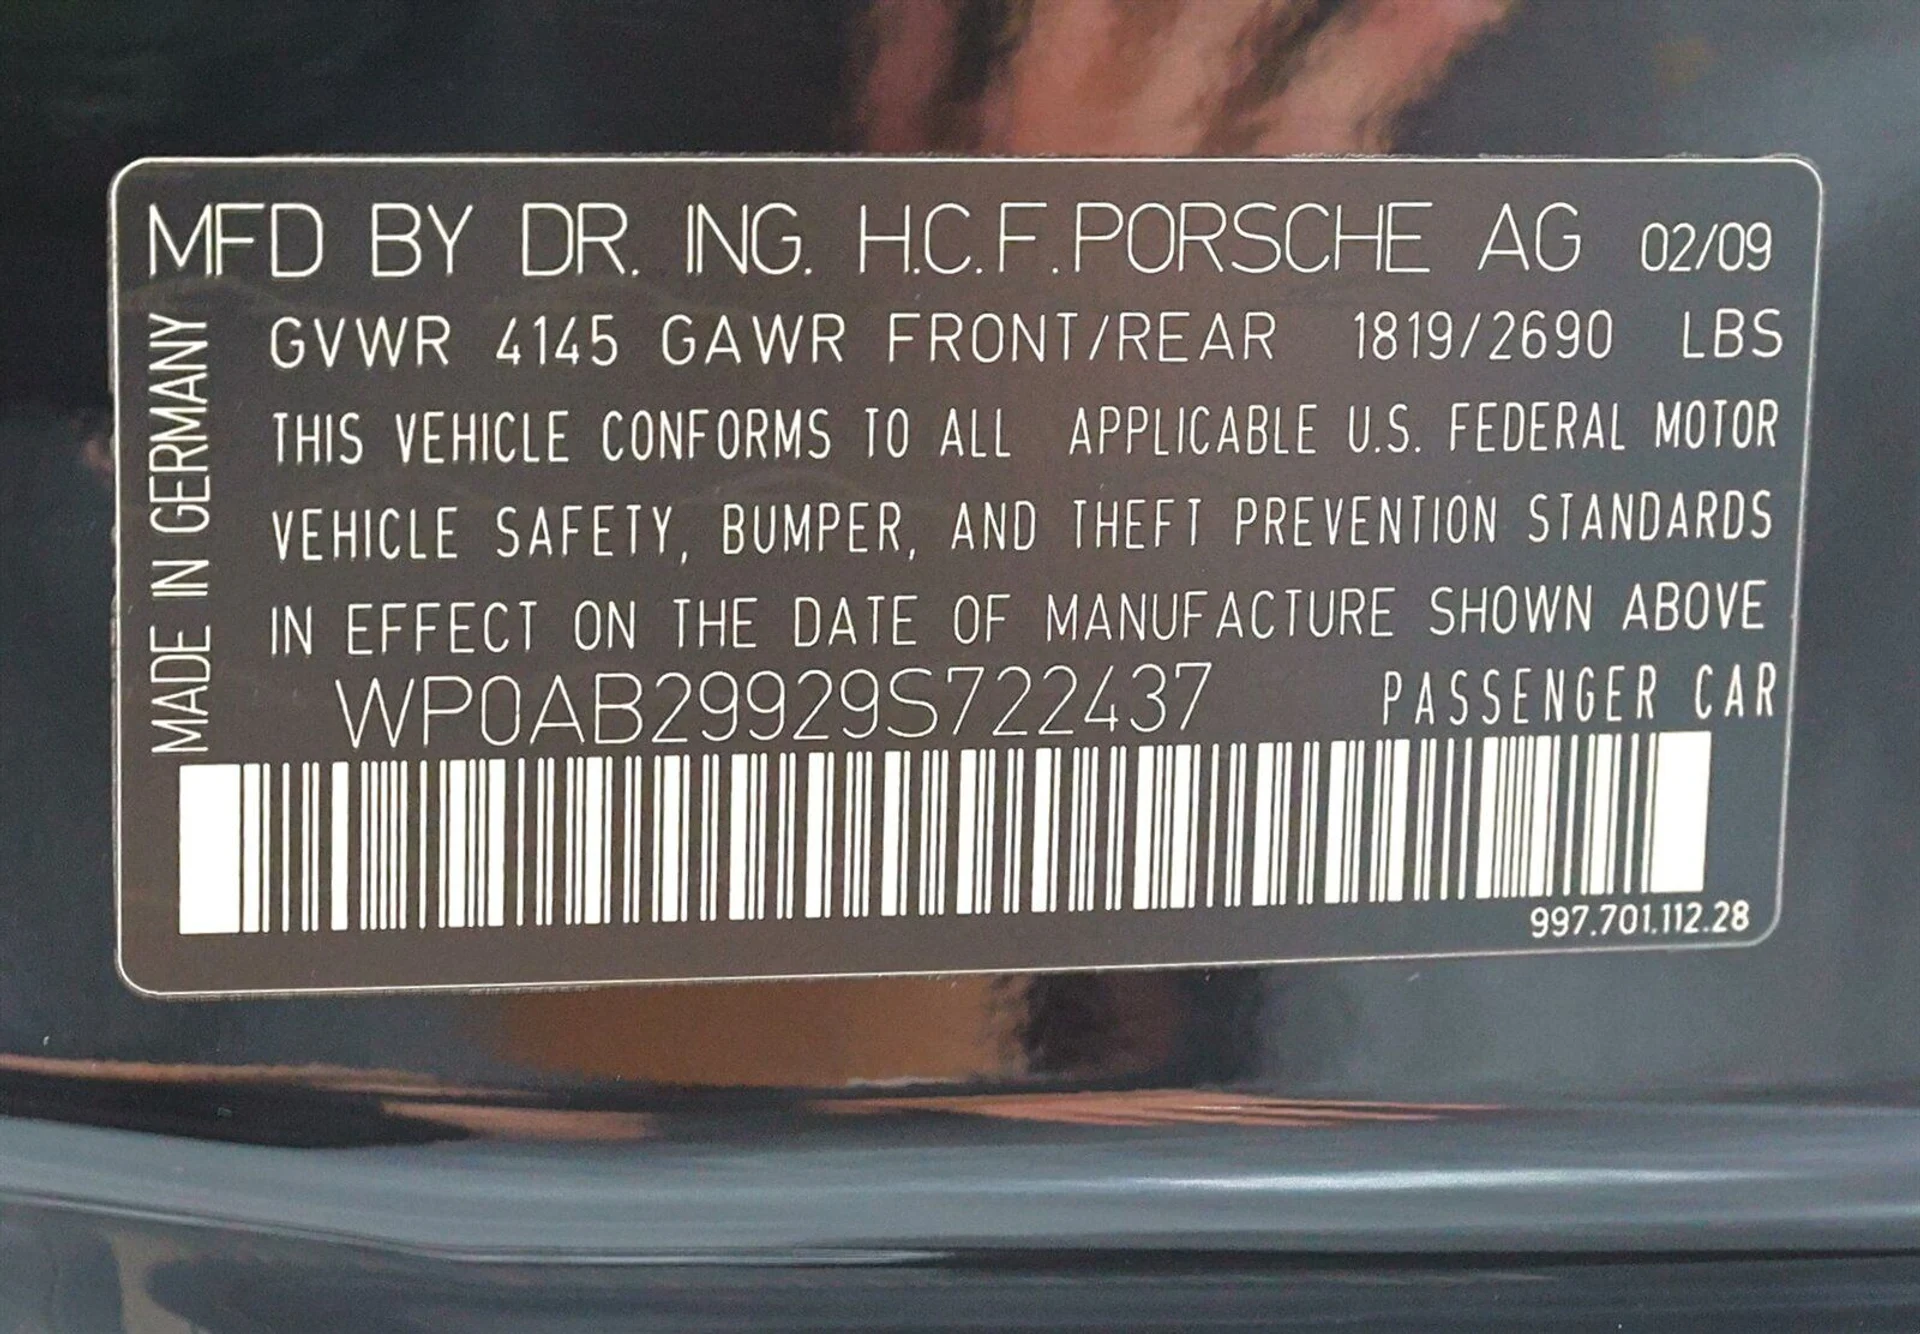 MFD BY DR. ING. H.C.F.PORSCHE AG 02/09
GVWR 4145 GAWR FRONT/REAR 1819/2690 LBS
THIS VEHICLE CONFORMS TO ALL APPLICABLE U.S. FEDERAL MOTOR
VEHICLE SAFETY, BUMPER, AND THEFT PREVENTION STANDARDS
IN EFFECT ON THE DATE OF MANUFACTURE SHOWN ABOVE
WP0AB29929S722437 PASSENGER CAR
MADE IN GERMANY
997.701.112.28